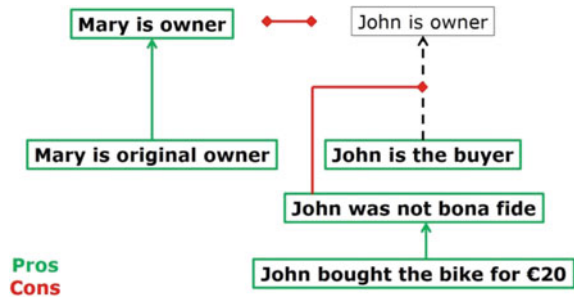 Mary is owner
John is owner
Mary is original owner
John is the buyer
John was not bona fide
John bought the bike for €20
Pros
Cons